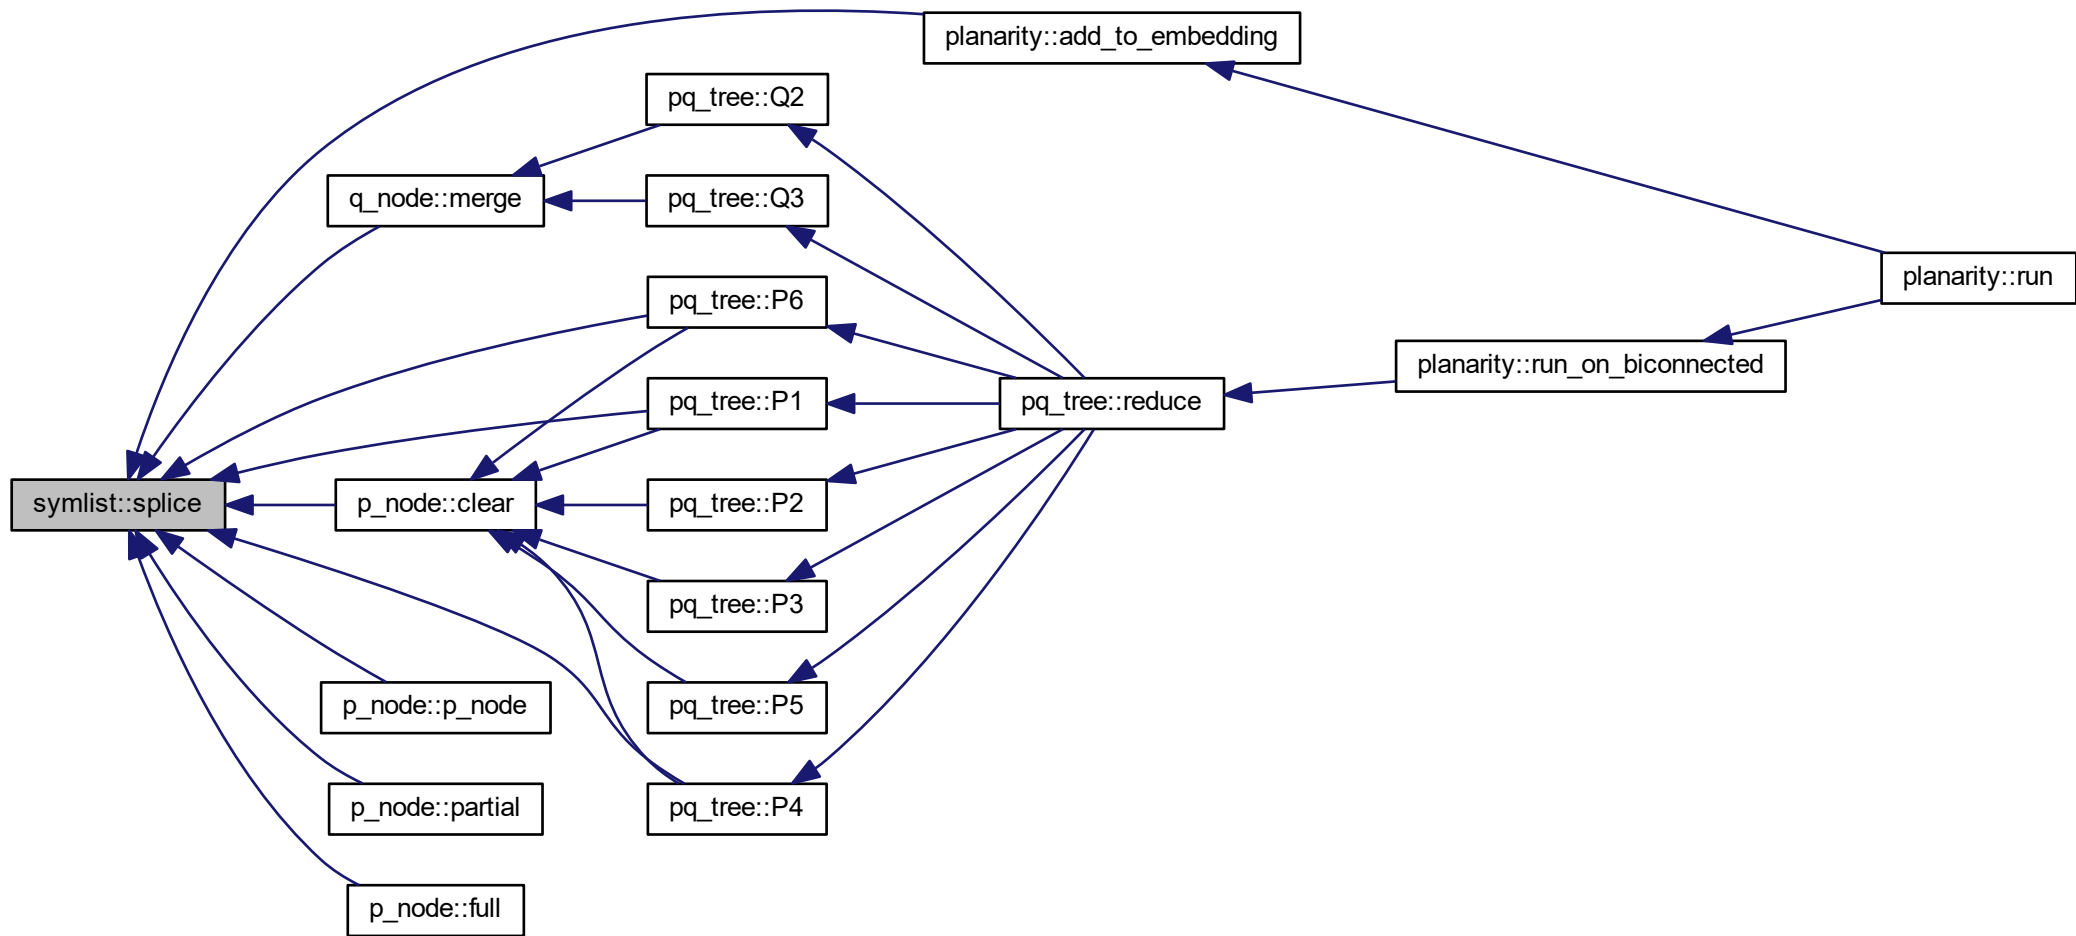 planarity::add_to_embedding
pq_tree::Q2
q_node::merge
pq_tree::Q3
planarity::run
pq_tree::P6
planarity::run_on_biconnected
pq_tree::P1
pq_tree::reduce
symlist::splice
p_node::clear
pq_tree::P2
pq_tree::P3
p_node::p_node
pq_tree::P5
p_node::partial
pq_tree::P4
p_node::full